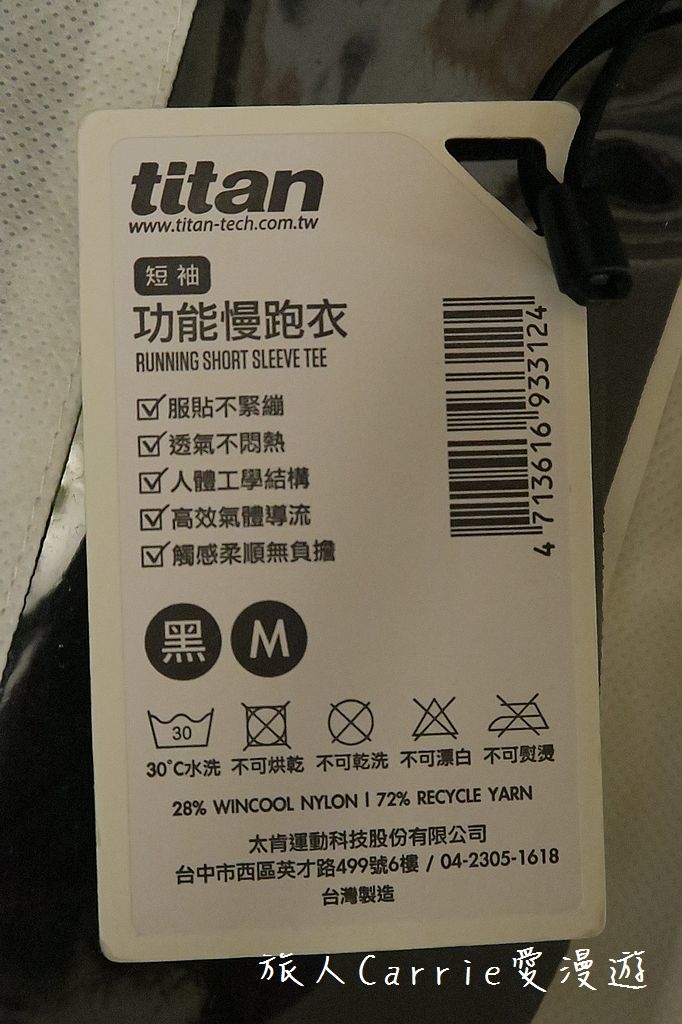 titan
www.titan-tech.com.tw
短袖
功能慢跑衣
RUNNING SHORT SLEEVE TEE
服貼不緊繃
透氣不悶熱
人體工學結構
高效氣體導流
觸感柔順無負擔
4 713616 933124
黑 M
30
30°C水洗 不可烘乾 不可乾洗 不可漂白 不可熨燙
28% WINCOOL NYLON | 72% RECYCLE YARN
太肯運動科技股份有限公司
台中市西區英才路499號6樓 / 04-2305-1618
台灣製造
旅人Carrie愛漫遊